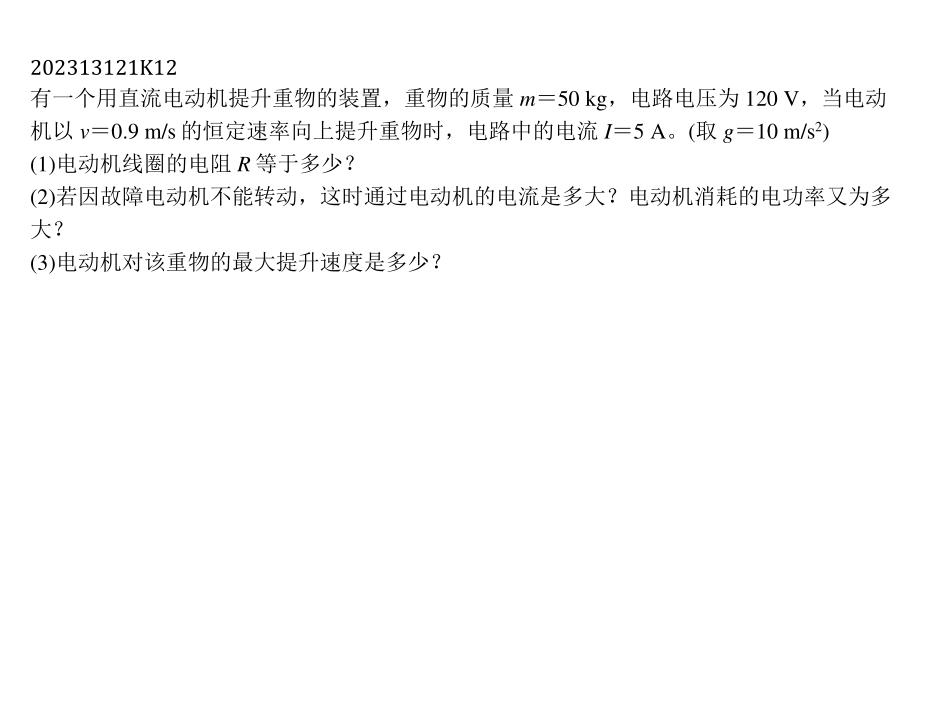 202313121K12
有一个用直流电动机提升重物的装置，重物的质量 m＝50 kg，电路电压为 120 V，当电动
机以 v＝0.9 m/s 的恒定速率向上提升重物时，电路中的电流 I＝5 A。(取 g＝10 m/s²)
(1)电动机线圈的电阻 R 等于多少？
(2)若因故障电动机不能转动，这时通过电动机的电流是多大？电动机消耗的电功率又为多
大？
(3)电动机对该重物的最大提升速度是多少？